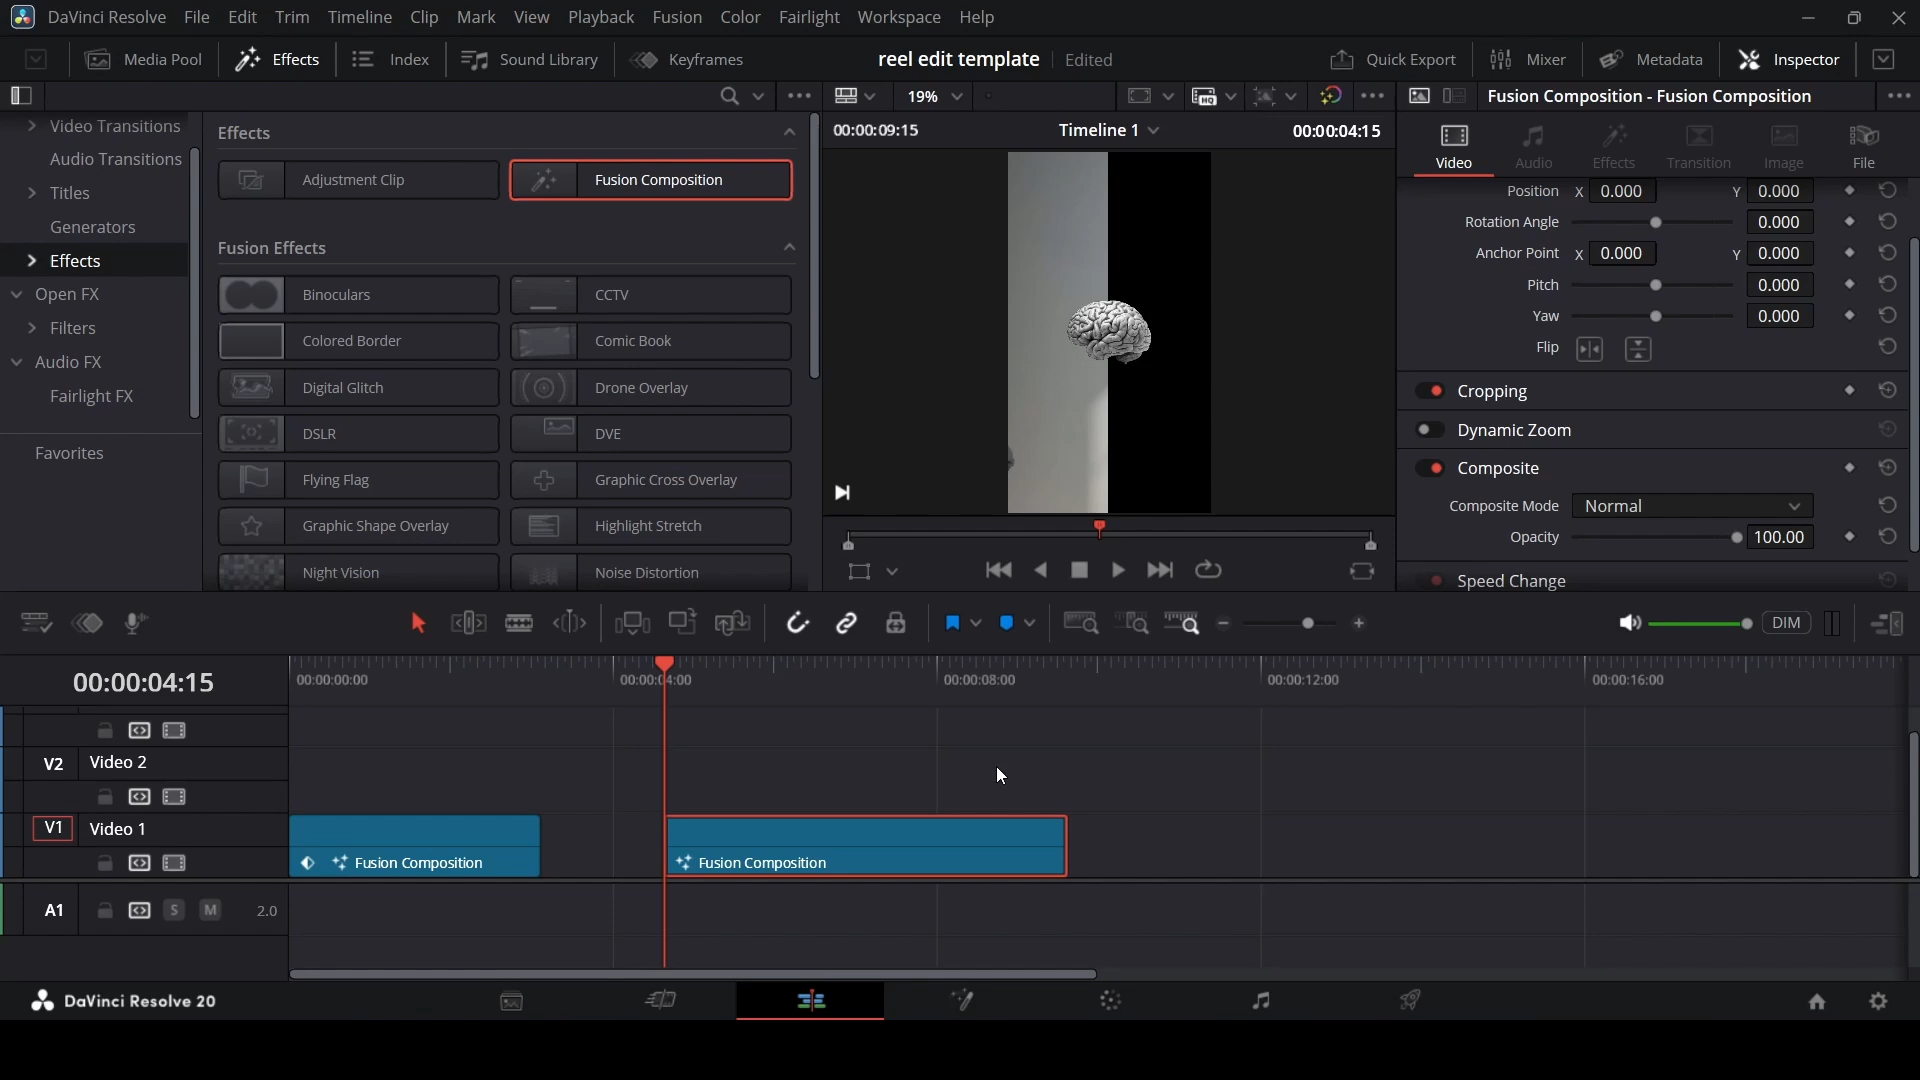 DaVinci Resolve File Edit Trim Timeline Clip Mark View Playback Fusion Color Fairlight Workspace Help
Media Pool Effects Index Sound Library Keyframes reel edit template Edited Quick Export Mixer Metadata Inspector
19% HQ Fusion Composition - Fusion Composition
00:00:09:15 Timeline 1 00:00:04:15
Video Transitions
Audio Transitions
Titles
Generators
Effects
Open FX
Filters
Audio FX
Fairlight FX
Favorites
Effects
Adjustment Clip Fusion Composition
Fusion Effects
Binoculars CCTV
Colored Border Comic Book
Digital Glitch Drone Overlay
DSLR DVE
Flying Flag Graphic Cross Overlay
Graphic Shape Overlay Highlight Stretch
Night Vision Noise Distortion
Video Audio Effects Transition Image File
Position X 0.000 Y 0.000
Rotation Angle 0.000
Anchor Point X 0.000 Y 0.000
Pitch 0.000
Yaw 0.000
Flip
Cropping
Dynamic Zoom
Composite
Composite Mode Normal
Opacity 100.00
Speed Change
DIM
00:00:04:15 00:00:00:00 00:00:04:00 00:00:08:00 00:00:12:00 00:00:16:00
V2 Video 2
V1 Video 1
Fusion Composition Fusion Composition
A1 S M 2.0
DaVinci Resolve 20